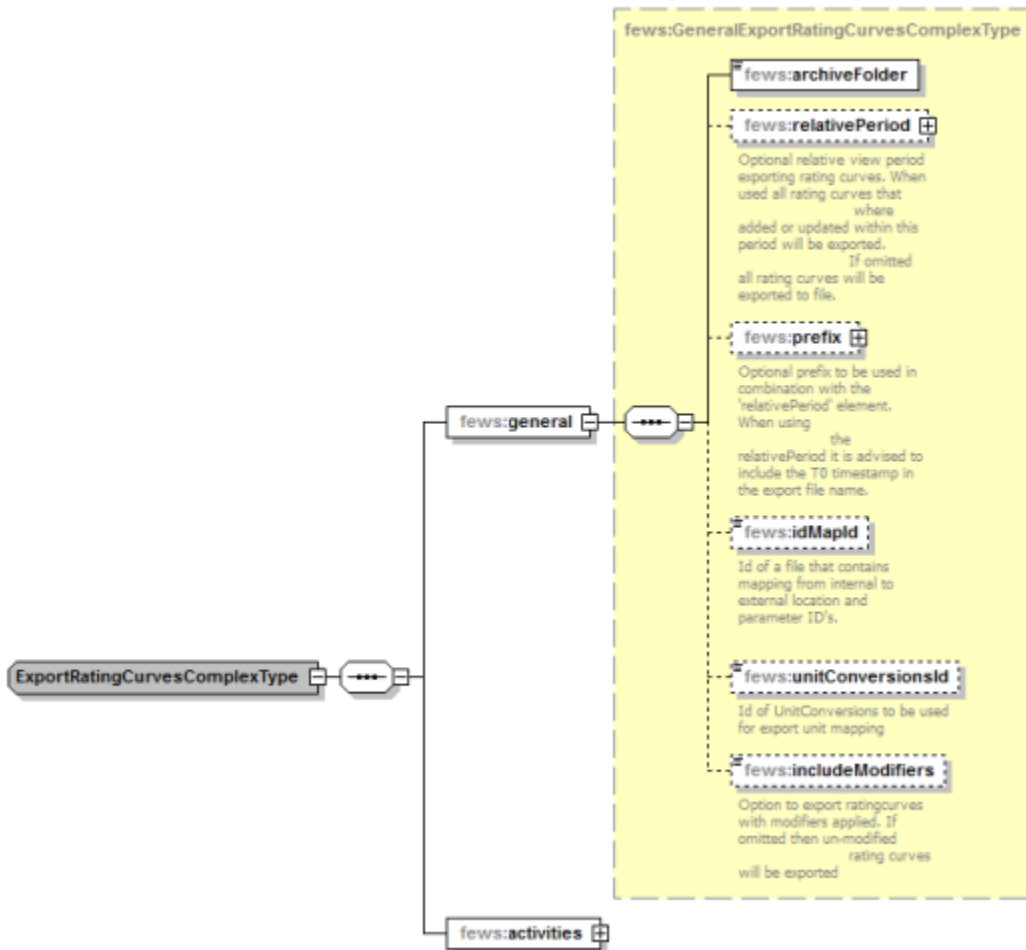 fews:GeneralExportRatingCurvesComplexType
fews:archiveFolder
fews:relativePeriod
Optional relative view period
exporting rating curves. When
used all rating curves that
where
added or updated within this
period will be exported.
If omitted
all rating curves will be
exported to file.
fews:prefix
Optional prefix to be used in
combination with the
'relativePeriod' element.
When using
the
relativePeriod it is advised to
include the T0 timestamp in
the export file name.
fews:general
fews:idMapId
Id of a file that contains
mapping from internal to
external location and
parameter ID's.
ExportRatingCurvesComplexType
fews:unitConversionsId
Id of UnitConversions to be used
for export unit mapping
fews:includeModifiers
Option to export ratingcurves
with modifiers applied. If
omitted then un-modified
rating curves
will be exported
fews:activities